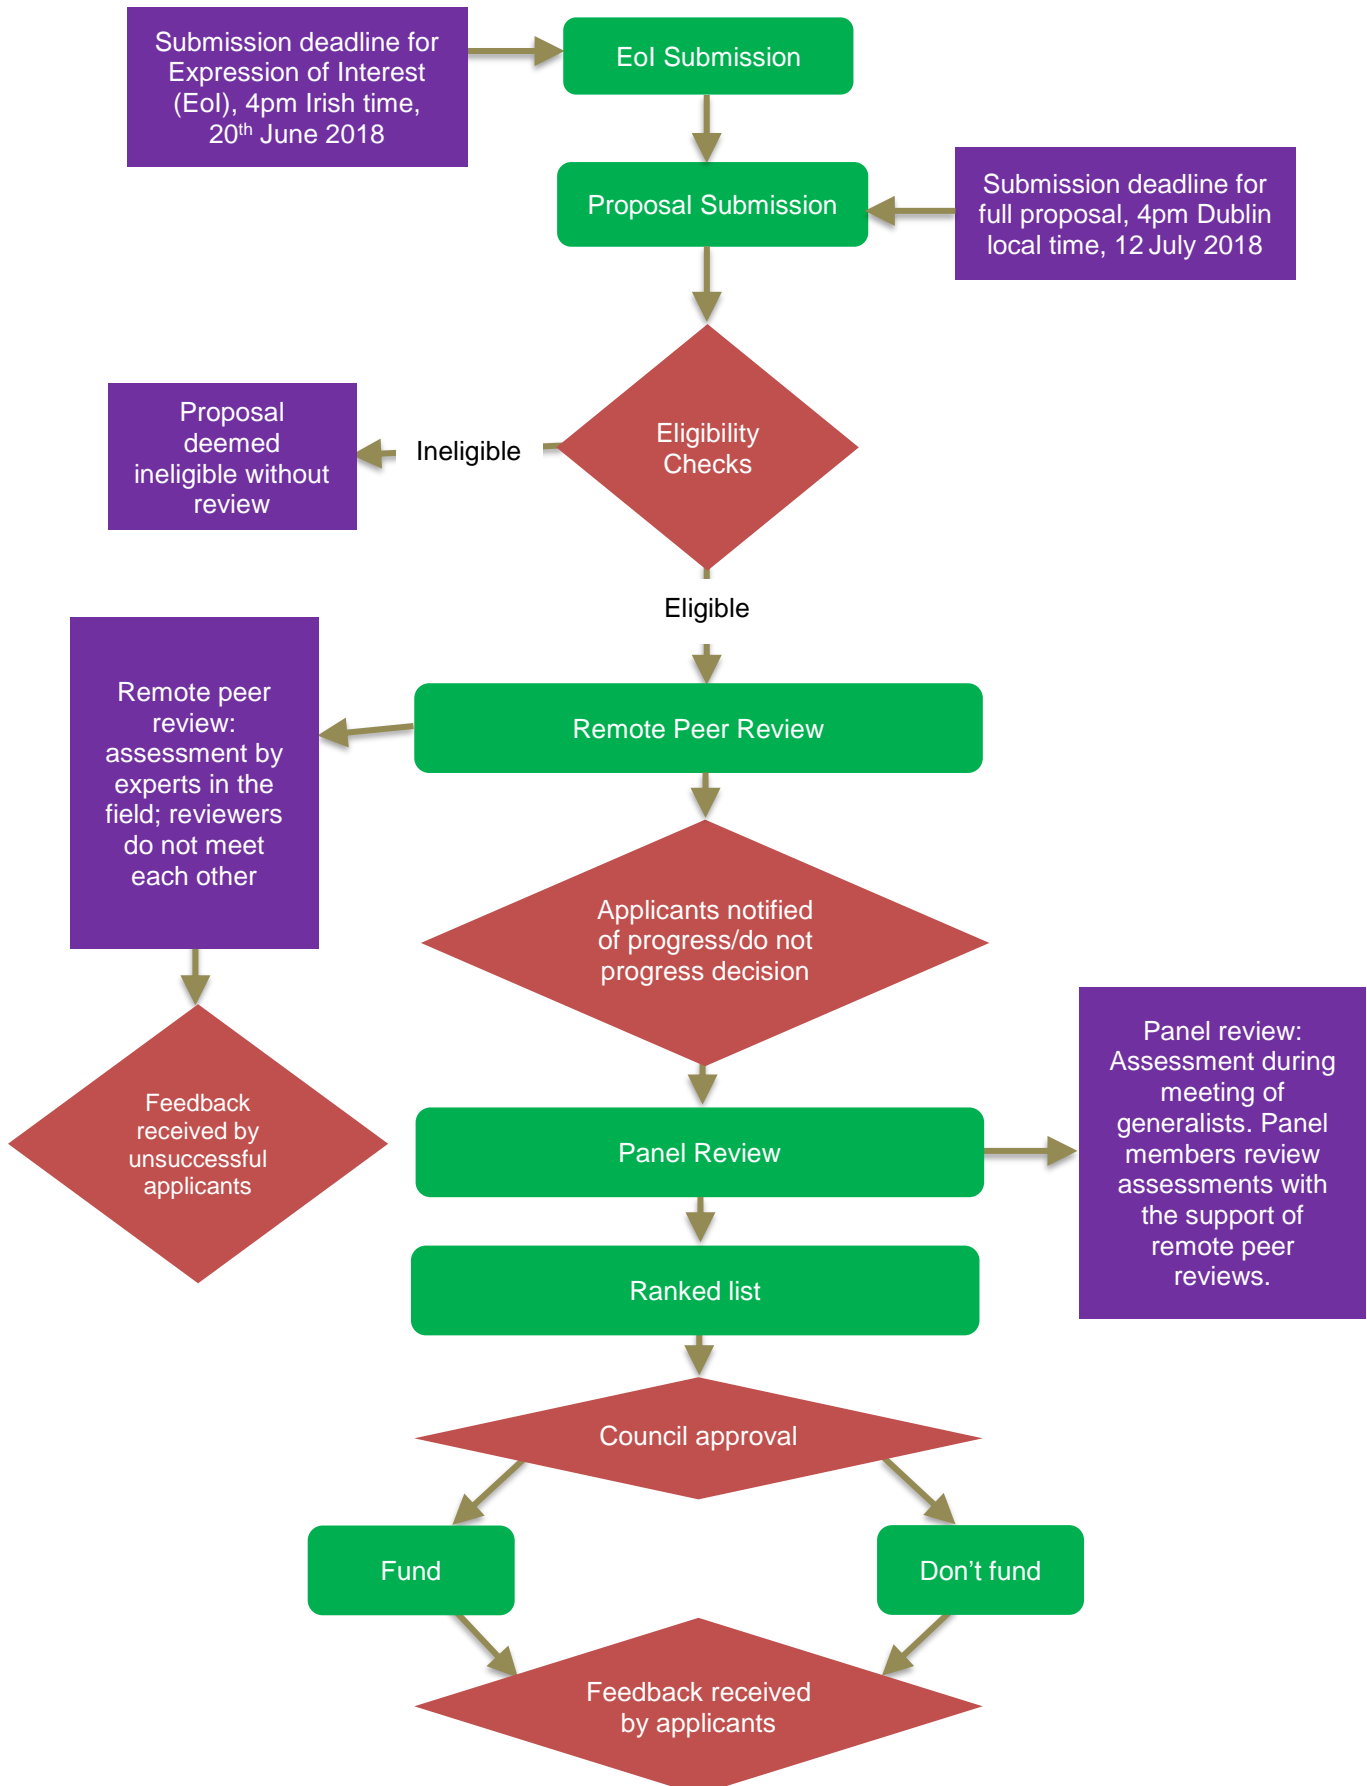 Submission deadline for
Expression of Interest
(EoI), 4pm Irish time,
20th June 2018
EoI Submission
Proposal Submission
Submission deadline for
full proposal, 4pm Dublin
local time, 12 July 2018
Eligibility
Checks
Ineligible
Proposal
deemed
ineligible without
review
Eligible
Remote Peer Review
Remote peer
review:
assessment by
experts in the
field; reviewers
do not meet
each other
Applicants notified
of progress/do not
progress decision
Feedback
received by
unsuccessful
applicants
Panel Review
Panel review:
Assessment during
meeting of
generalists. Panel
members review
assessments with
the support of
remote peer
reviews.
Ranked list
Council approval
Fund
Don’t fund
Feedback received
by applicants